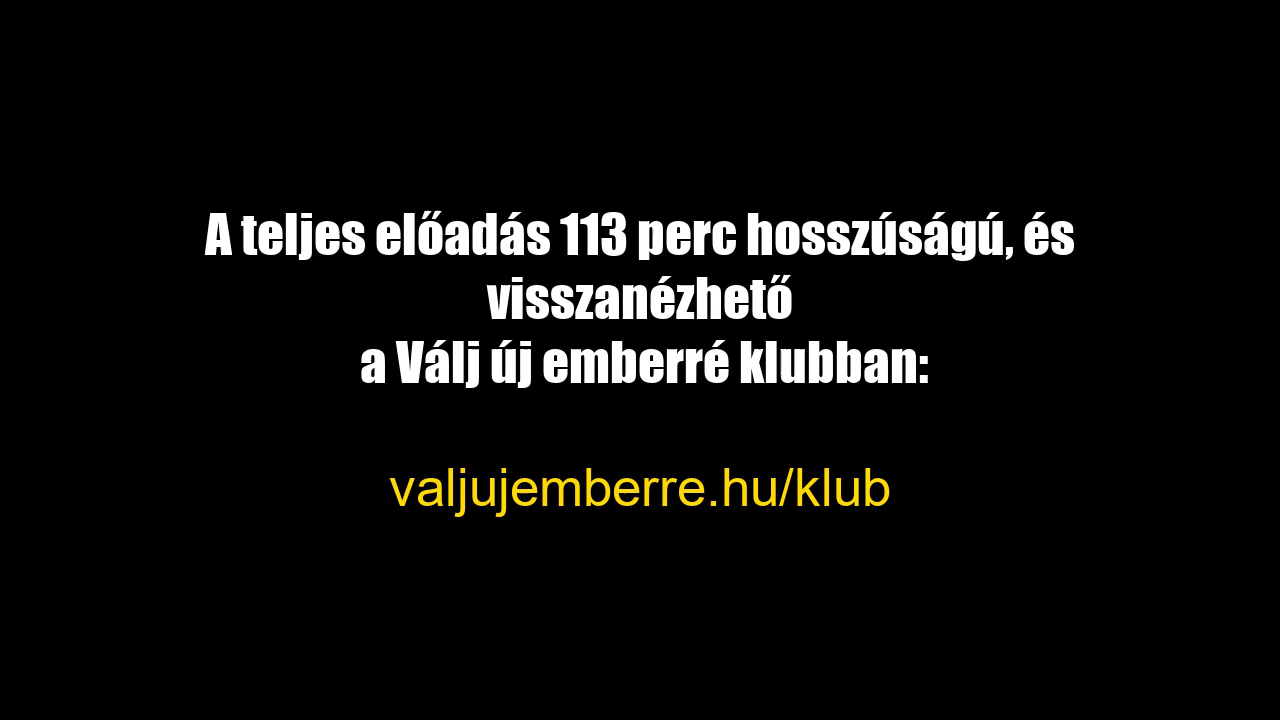 A teljes előadás 113 perc hosszúságú, és
visszanézhető
a Válj új emberré klubban:
valjujemberre.hu/klub